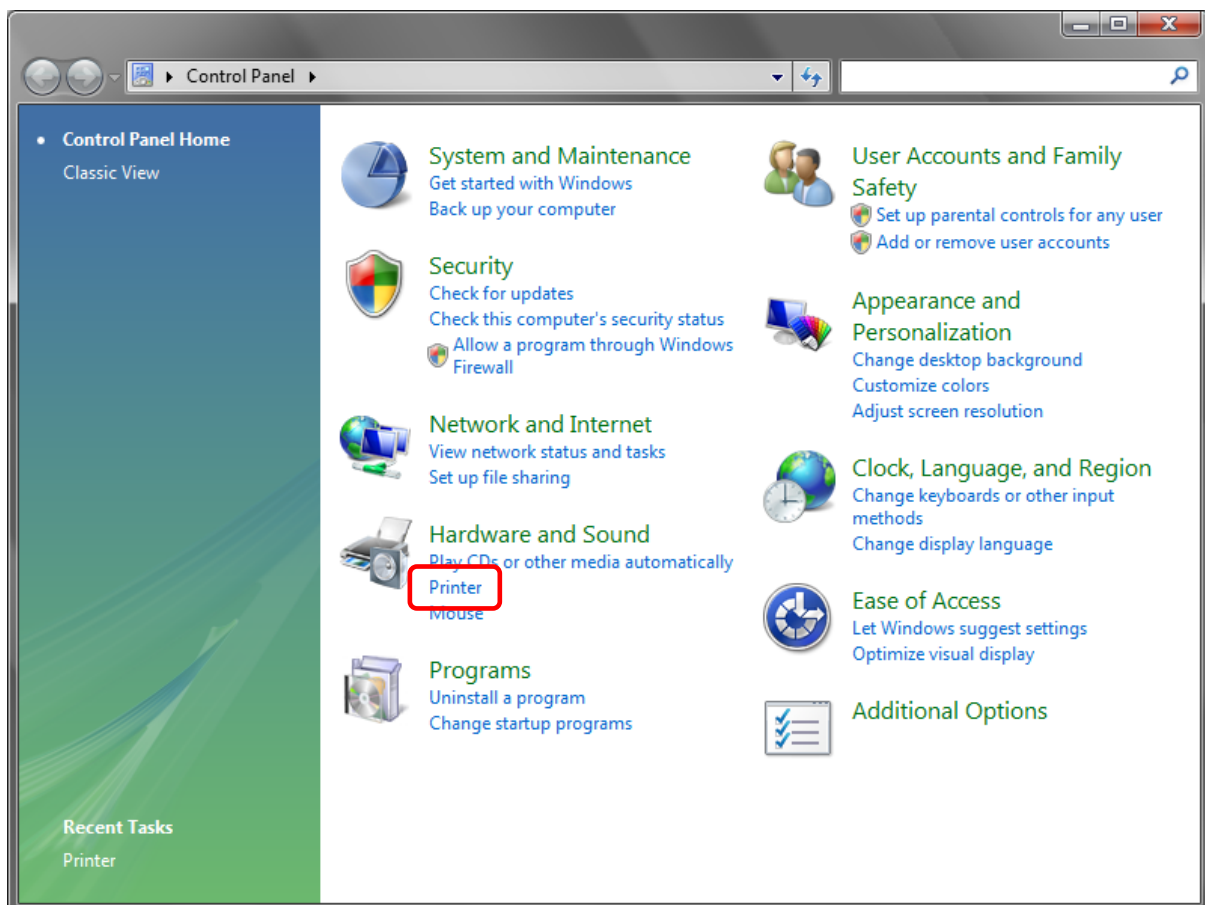 Control Panel
Control Panel Home
Classic View
System and Maintenance
Get started with Windows
Back up your computer
Security
Check for updates
Check this computer's security status
Allow a program through Windows
Firewall
Network and Internet
View network status and tasks
Set up file sharing
Hardware and Sound
Play CDs or other media automatically
Printer
Mouse
Programs
Uninstall a program
Change startup programs
User Accounts and Family
Safety
Set up parental controls for any user
Add or remove user accounts
Appearance and
Personalization
Change desktop background
Customize colors
Adjust screen resolution
Clock, Language, and Region
Change keyboards or other input
methods
Change display language
Ease of Access
Let Windows suggest settings
Optimize visual display
Additional Options
Recent Tasks
Printer